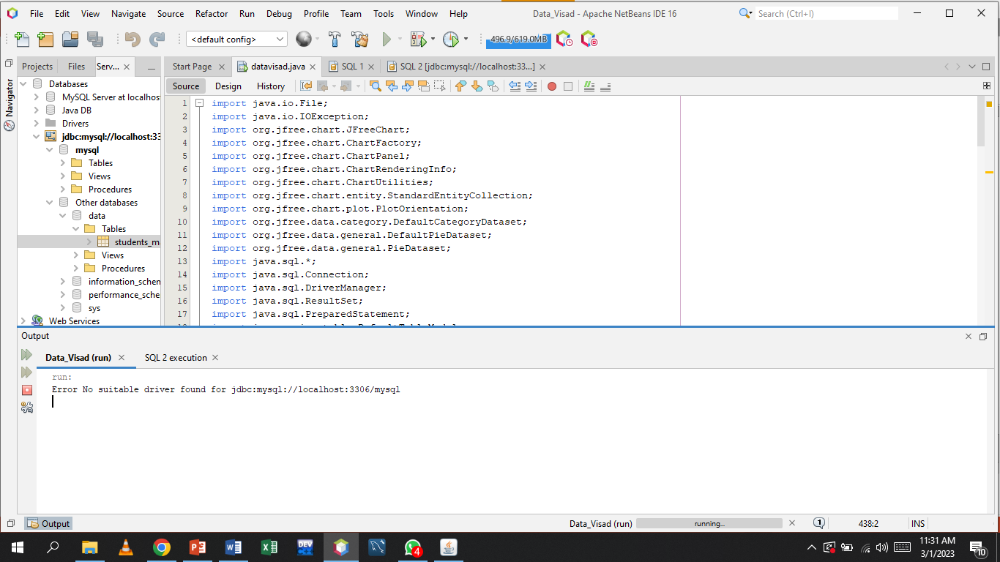 File Edit View Navigate Source Refactor Run Debug Profile Team Tools Window Help
Data_Visad - Apache NetBeans IDE 16
Search (Ctrl+I)
<default config>
496.9/619.0MB
Projects Files Serv...
Start Page datavisad.java SQL 1 SQL 2 [jdbc:mysql://localhost:33...]
Source Design History
Navigator
Databases
MySQL Server at localhost
Java DB
Drivers
jdbc:mysql://localhost:33
mysql
Tables
Views
Procedures
Other databases
data
Tables
students_ma
Views
Procedures
information_schem
performance_sche
sys
Web Services
1 import java.io.File;
2 import java.io.IOException;
3 import org.jfree.chart.JFreeChart;
4 import org.jfree.chart.ChartFactory;
5 import org.jfree.chart.ChartPanel;
6 import org.jfree.chart.ChartRenderingInfo;
7 import org.jfree.chart.ChartUtilities;
8 import org.jfree.chart.entity.StandardEntityCollection;
9 import org.jfree.chart.plot.PlotOrientation;
10 import org.jfree.data.category.DefaultCategoryDataset;
11 import org.jfree.data.general.DefaultPieDataset;
12 import org.jfree.data.general.PieDataset;
13 import java.sql.*;
14 import java.sql.Connection;
15 import java.sql.DriverManager;
16 import java.sql.ResultSet;
17 import java.sql.PreparedStatement;
Output
Data_Visad (run) SQL 2 execution
run:
Error No suitable driver found for jdbc:mysql://localhost:3306/mysql
Output
Data_Visad (run) running... 1 438:2 INS
DEV
4
11:31 AM
3/1/2023
10